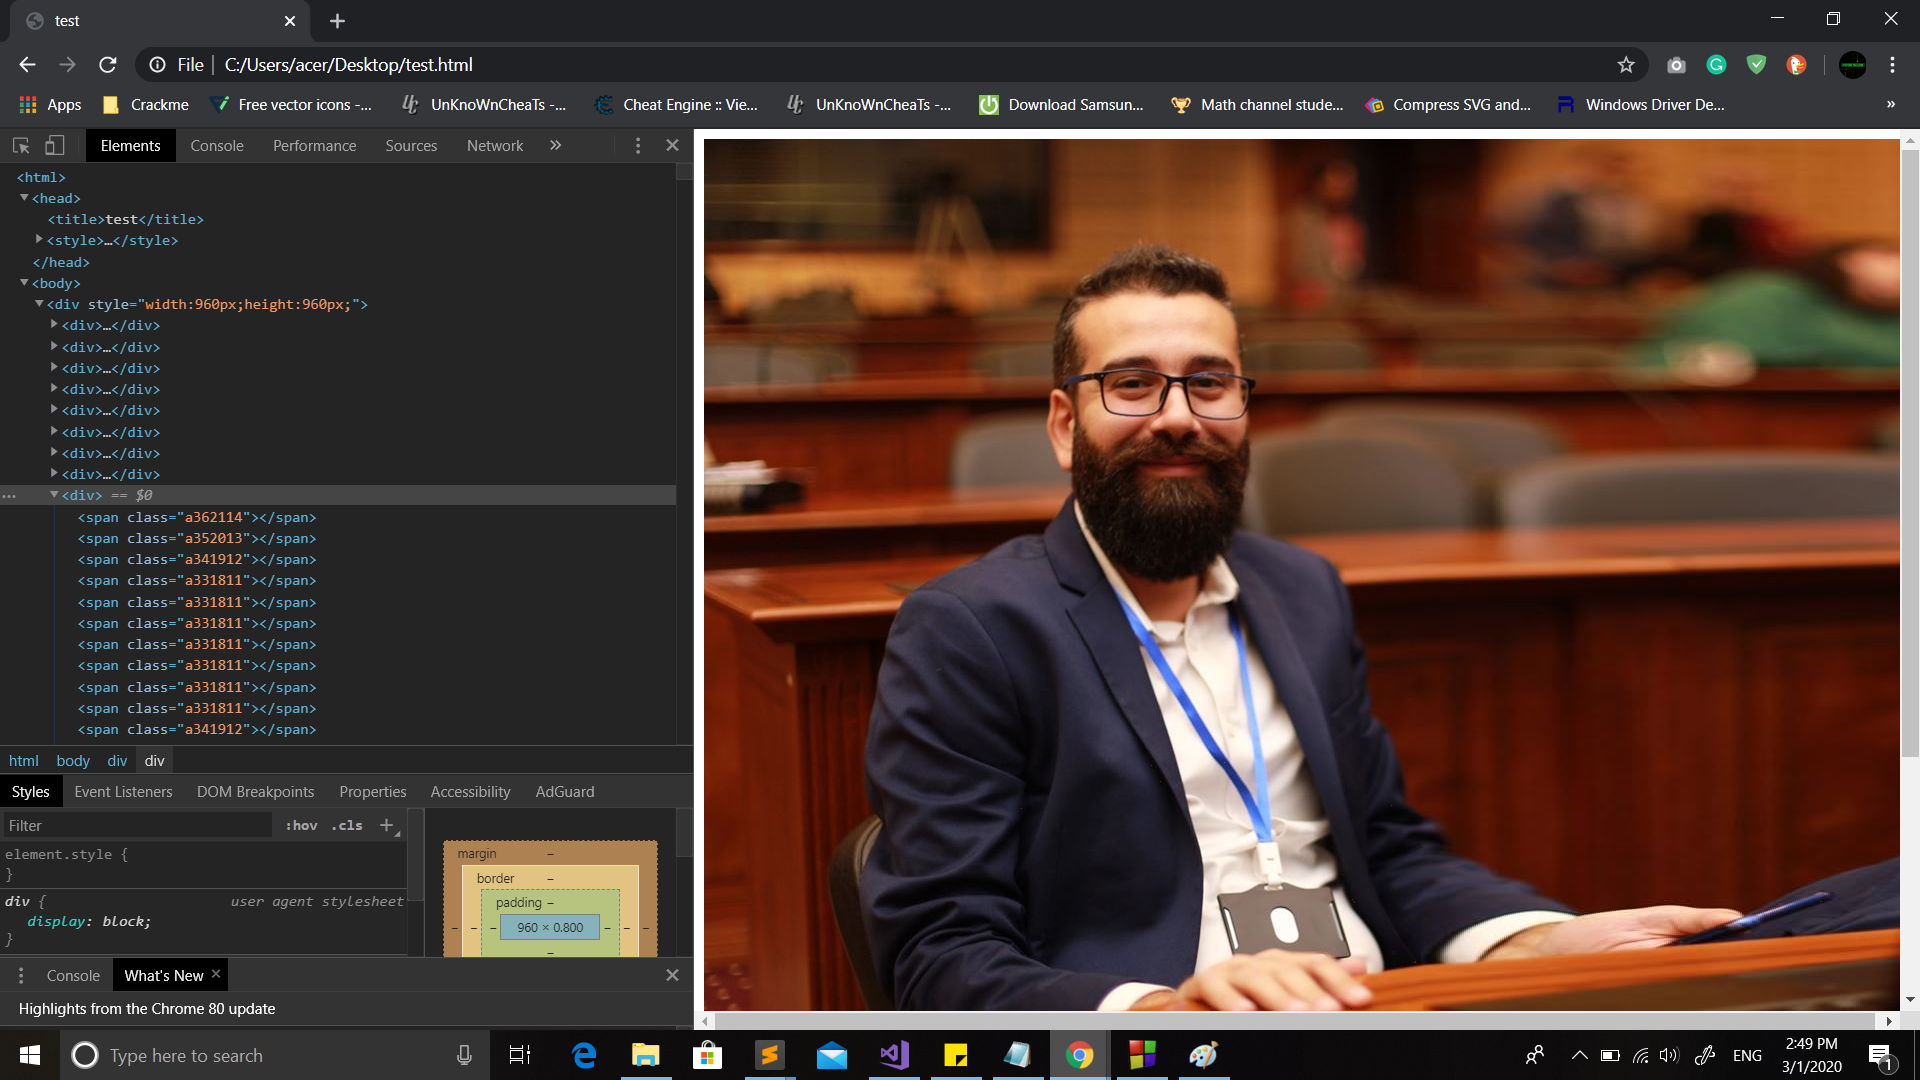 test
File C:/Users/acer/Desktop/test.html
Apps Crackme Free vector icons -... UnKnoWnCheaTs -... Cheat Engine :: Vie... UnKnoWnCheaTs -... Download Samsun... Math channel stude... Compress SVG and... Windows Driver De... »
Elements Console Performance Sources Network »
<html>
<head>
<title>test</title>
<style>…</style>
</head>
<body>
<div style="width:960px;height:960px;">
<div>…</div>
<div>…</div>
<div>…</div>
<div>…</div>
<div>…</div>
<div>…</div>
<div>…</div>
<div>…</div>
<div> == $0
<span class="a362114"></span>
<span class="a352013"></span>
<span class="a341912"></span>
<span class="a331811"></span>
<span class="a331811"></span>
<span class="a331811"></span>
<span class="a331811"></span>
<span class="a331811"></span>
<span class="a331811"></span>
<span class="a331811"></span>
<span class="a341912"></span>
html body div div
Styles Event Listeners DOM Breakpoints Properties Accessibility AdGuard
Filter :hov .cls +
element.style {
}
div { user agent stylesheet
display: block;
}
margin –
border –
padding –
– – – 960 × 0.800 – – –
–
Console What's New
Highlights from the Chrome 80 update
Type here to search
ENG
2:49 PM
3/1/2020
1